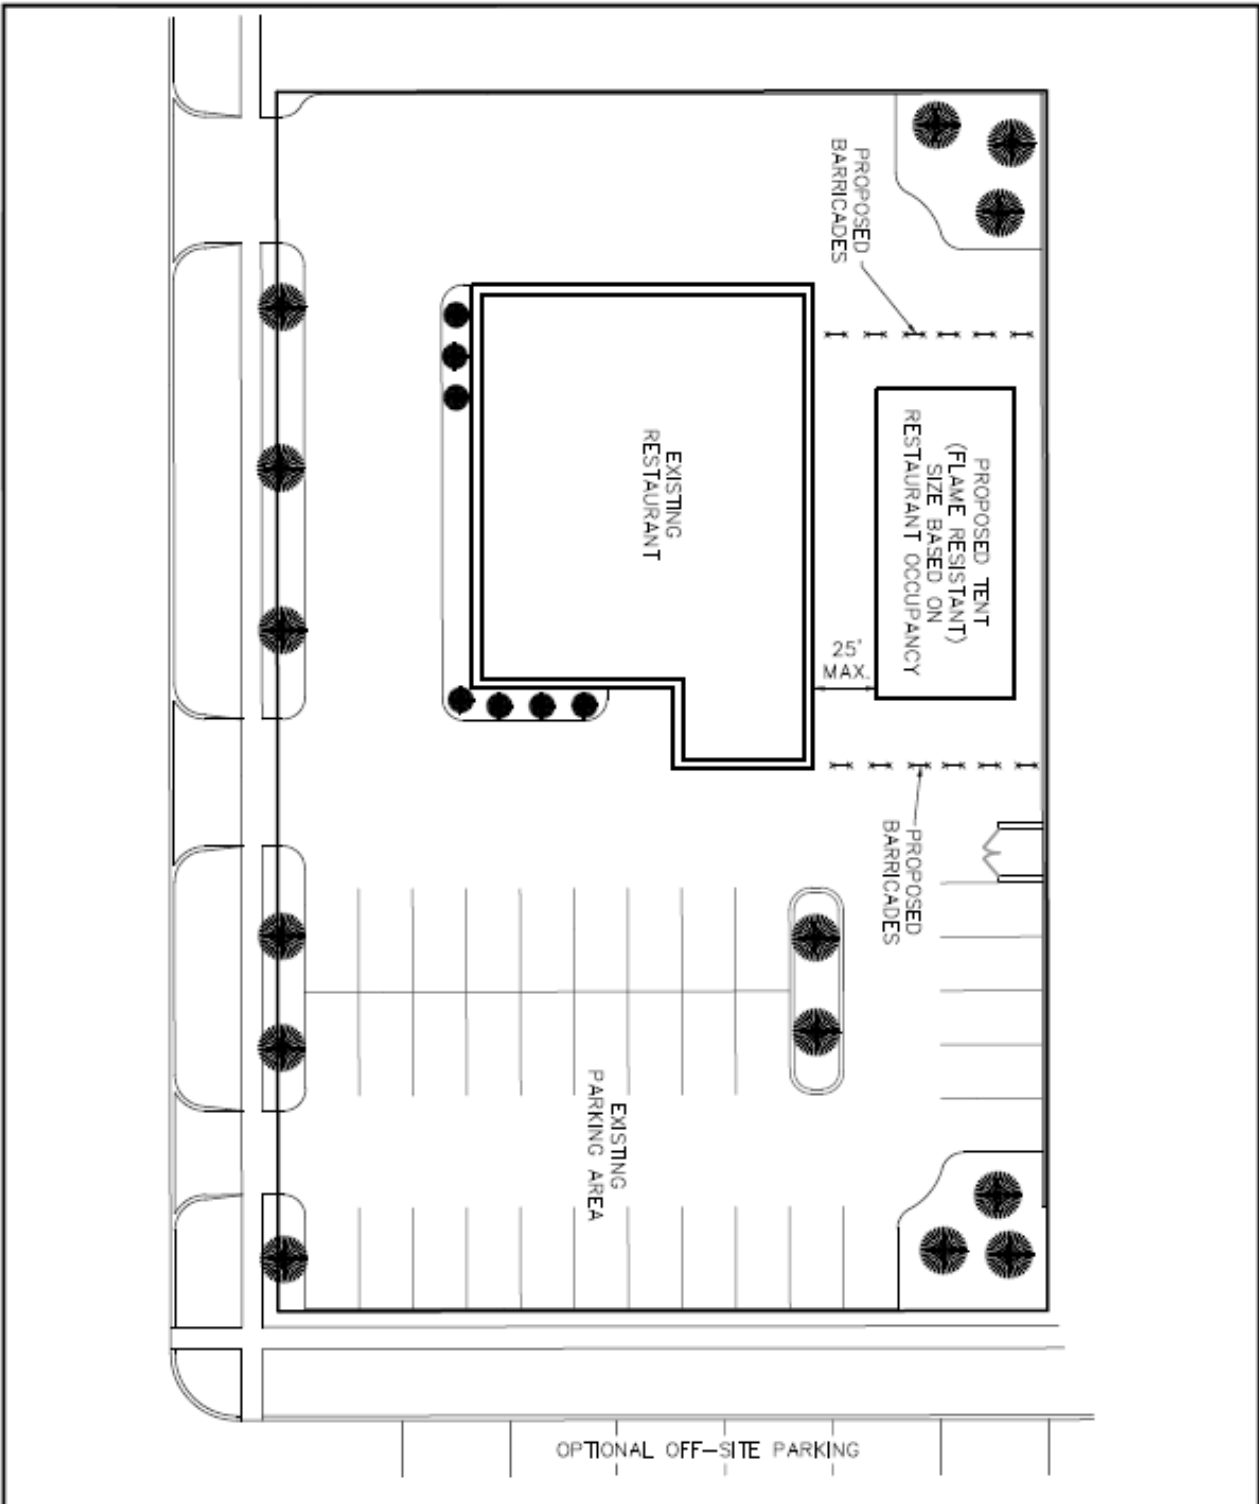 PROPOSED
BARRICADES
PROPOSED TENT
(FLAME RESISTANT)
SIZE BASED ON
RESTAURANT OCCUPANCY
EXISTING
RESTAURANT
25'
MAX.
PROPOSED
BARRICADES
EXISTING
PARKING AREA
OPTIONAL OFF-SITE PARKING